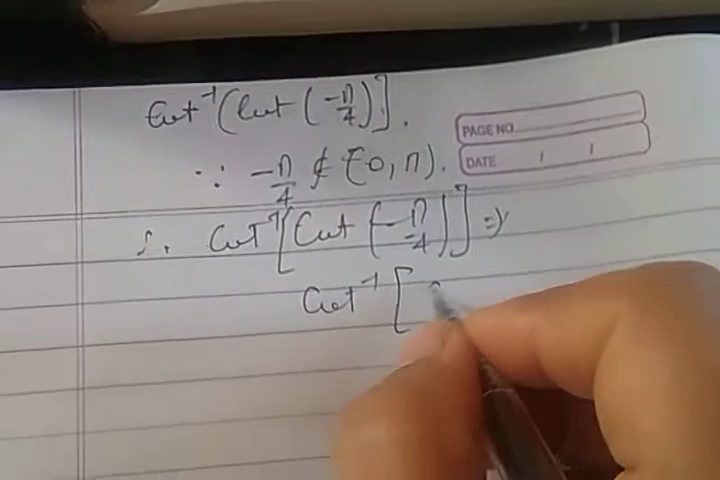 Cot⁻¹(Cot(-π/4)].
PAGE NO.
DATE / /
∵ -π/4 ∉ (0, π).
∴ Cot⁻¹[Cot(-π/4)] ⇒
Cot⁻¹[